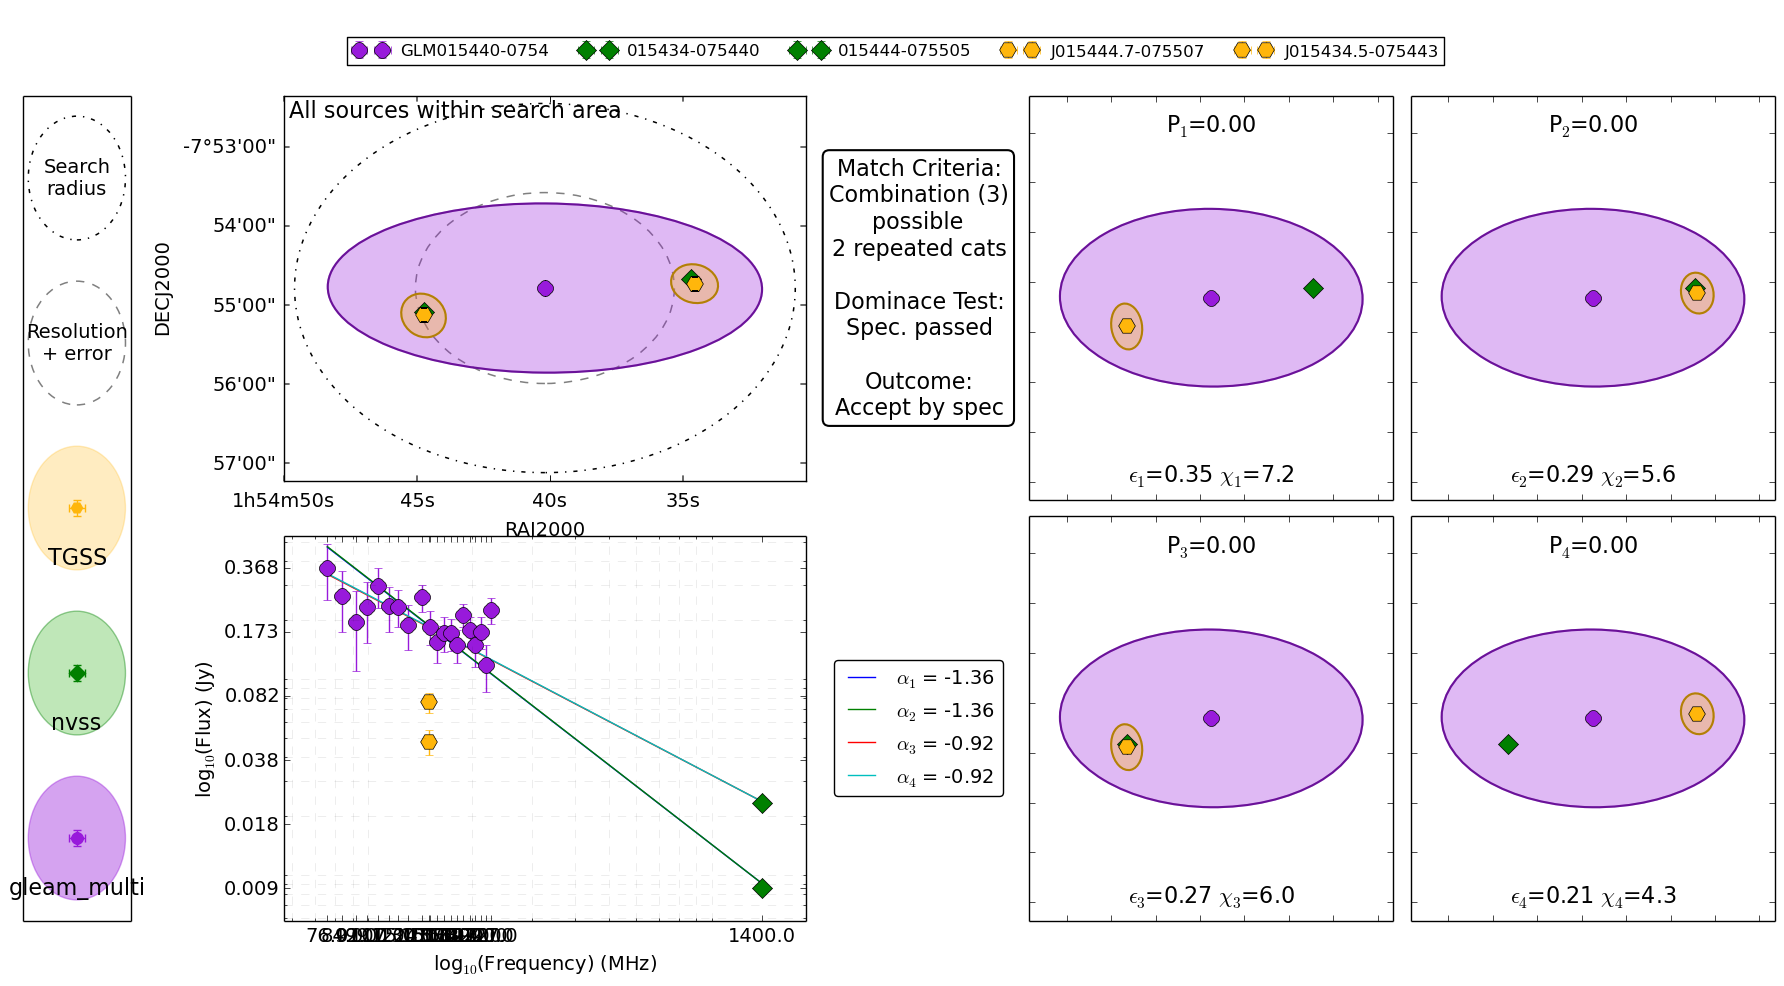 GLM015440-0754
015434-075440
015444-075505
J015444.7-075507
J015434.5-075443
Search
radius
Resolution
+ error
TGSS
nvss
gleam_multi
All sources within search area
-7°53'00"
54'00"
55'00"
56'00"
57'00"
DECJ2000
1h54m50s
45s
40s
35s
RAJ2000
Match Criteria:
Combination (3)
possible
2 repeated cats
Dominace Test:
Spec. passed
Outcome:
Accept by spec
P1=0.00
ϵ1=0.35 χ1=7.2
P2=0.00
ϵ2=0.29 χ2=5.6
0.368
0.173
0.082
0.038
0.018
0.009
log10(Flux) (Jy)
1400.0
log10(Frequency) (MHz)
α1 = -1.36
α2 = -1.36
α3 = -0.92
α4 = -0.92
P3=0.00
ϵ3=0.27 χ3=6.0
P4=0.00
ϵ4=0.21 χ4=4.3